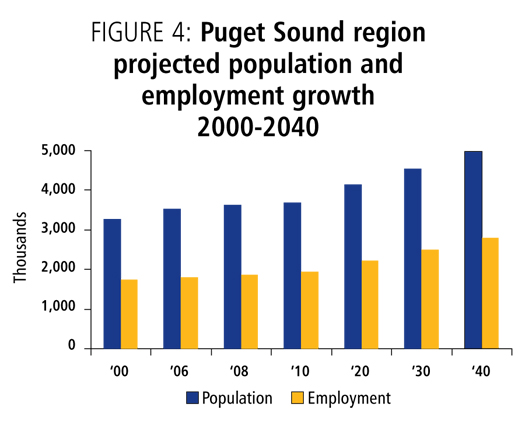 FIGURE 4: Puget Sound region
projected population and
employment growth
2000-2040
5,000
4,000
3,000
2,000
1,000
0
Thousands
‘00 ‘06 ‘08 ‘10 ‘20 ‘30 ‘40
Population Employment